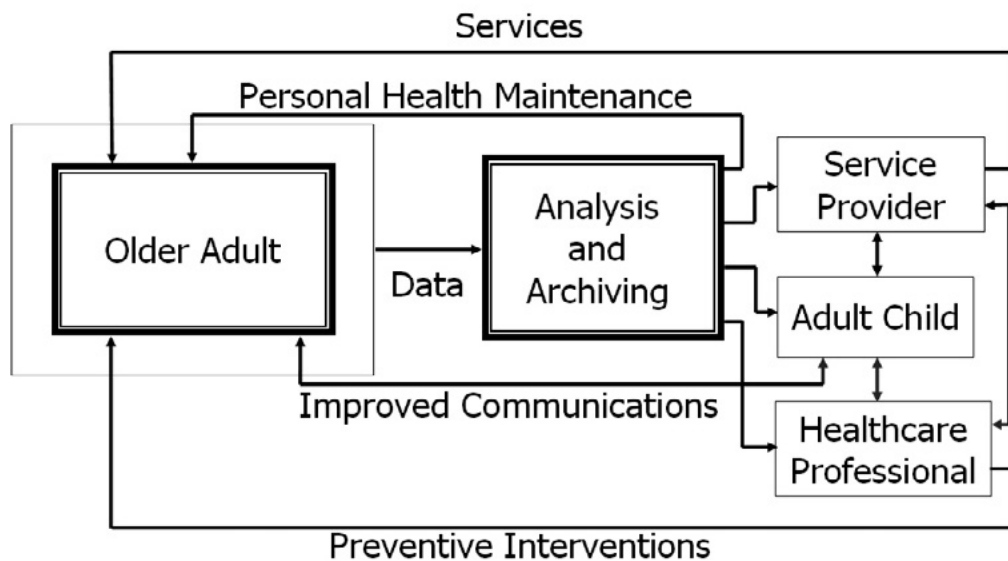 Services
Personal Health Maintenance
Older Adult
Data
Analysis
and
Archiving
Service
Provider
Adult Child
Improved Communications
Healthcare
Professional
Preventive Interventions